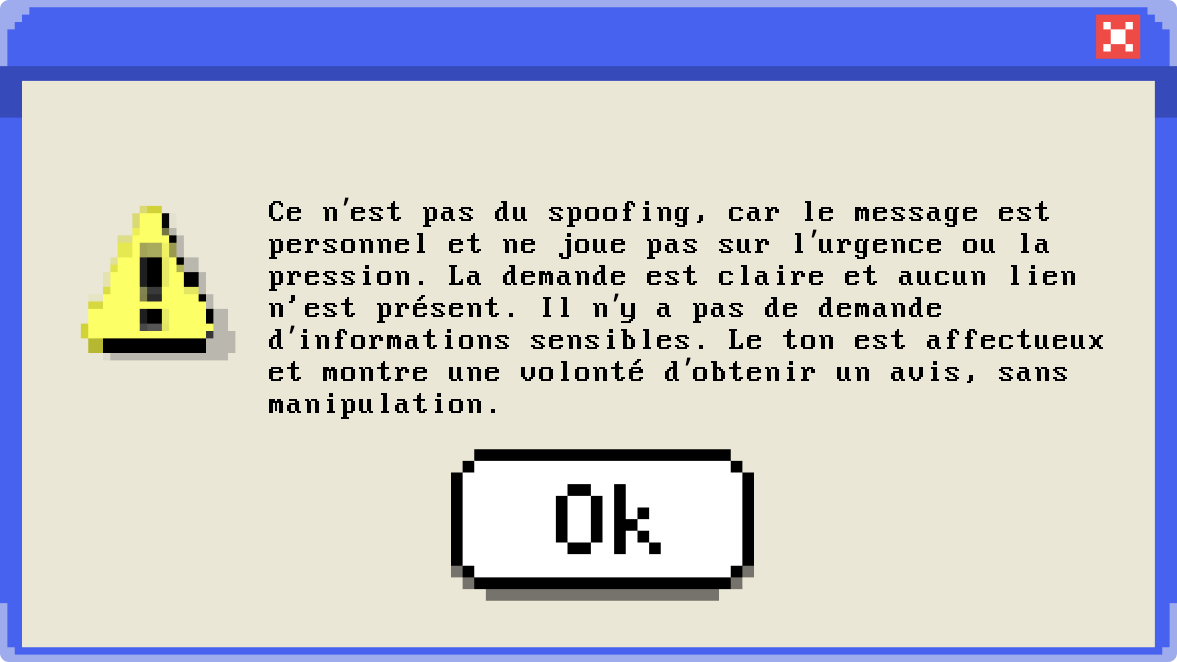 Ce n'est pas du spoofing, car le message est
personnel et ne joue pas sur l'urgence ou la
pression. La demande est claire et aucun lien
n'est présent. Il n'y a pas de demande
d'informations sensibles. Le ton est affectueux
et montre une volonté d'obtenir un avis, sans
manipulation.
Ok